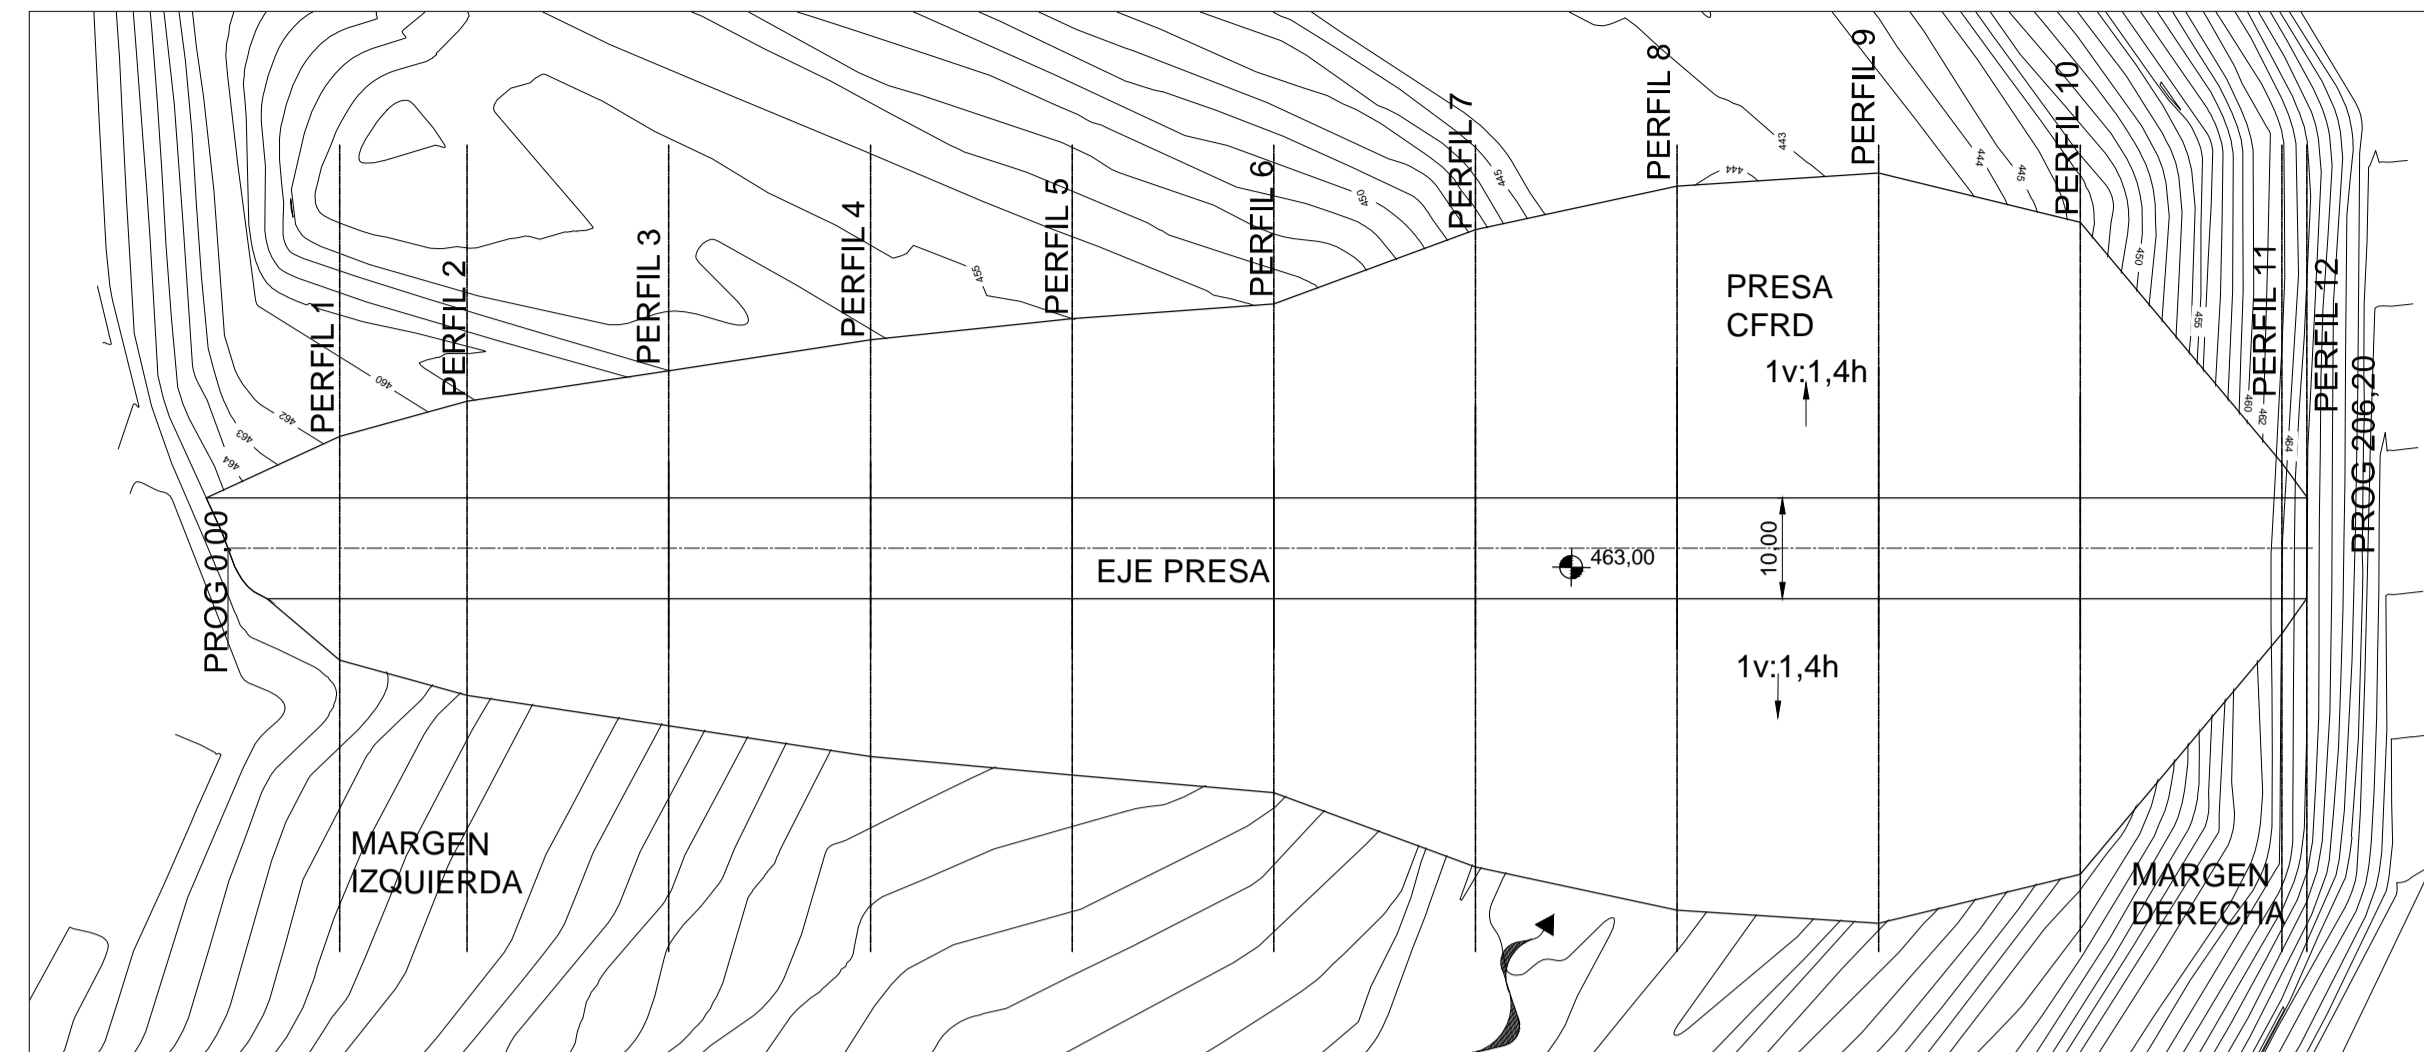 PERFIL 1
PERFIL 2
PERFIL 3
PERFIL 4
PERFIL 5
PERFIL 6
PERFIL 7
PERFIL 8
PERFIL 9
PERFIL 10
PERFIL 11
PERFIL 12
PROG 0,00
PROG 206,20
443
444
444
445
445
450
450
455
455
460
460
462
462
463
464
464
PRESA
CFRD
1v:1,4h
EJE PRESA
463,00
10,00
1v:1,4h
MARGEN
IZQUIERDA
MARGEN
DERECHA